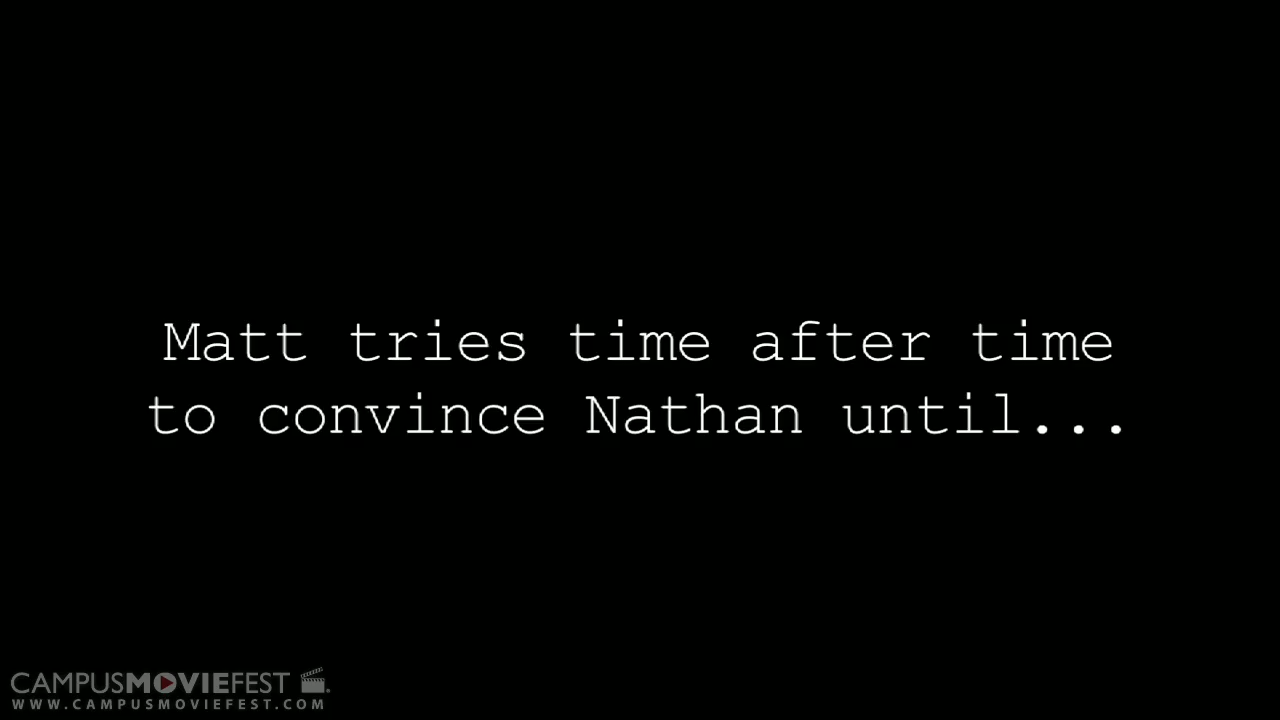 Matt tries time after time
to convince Nathan until...
CAMPUSMOVIEFEST
WWW.CAMPUSMOVIEFEST.COM